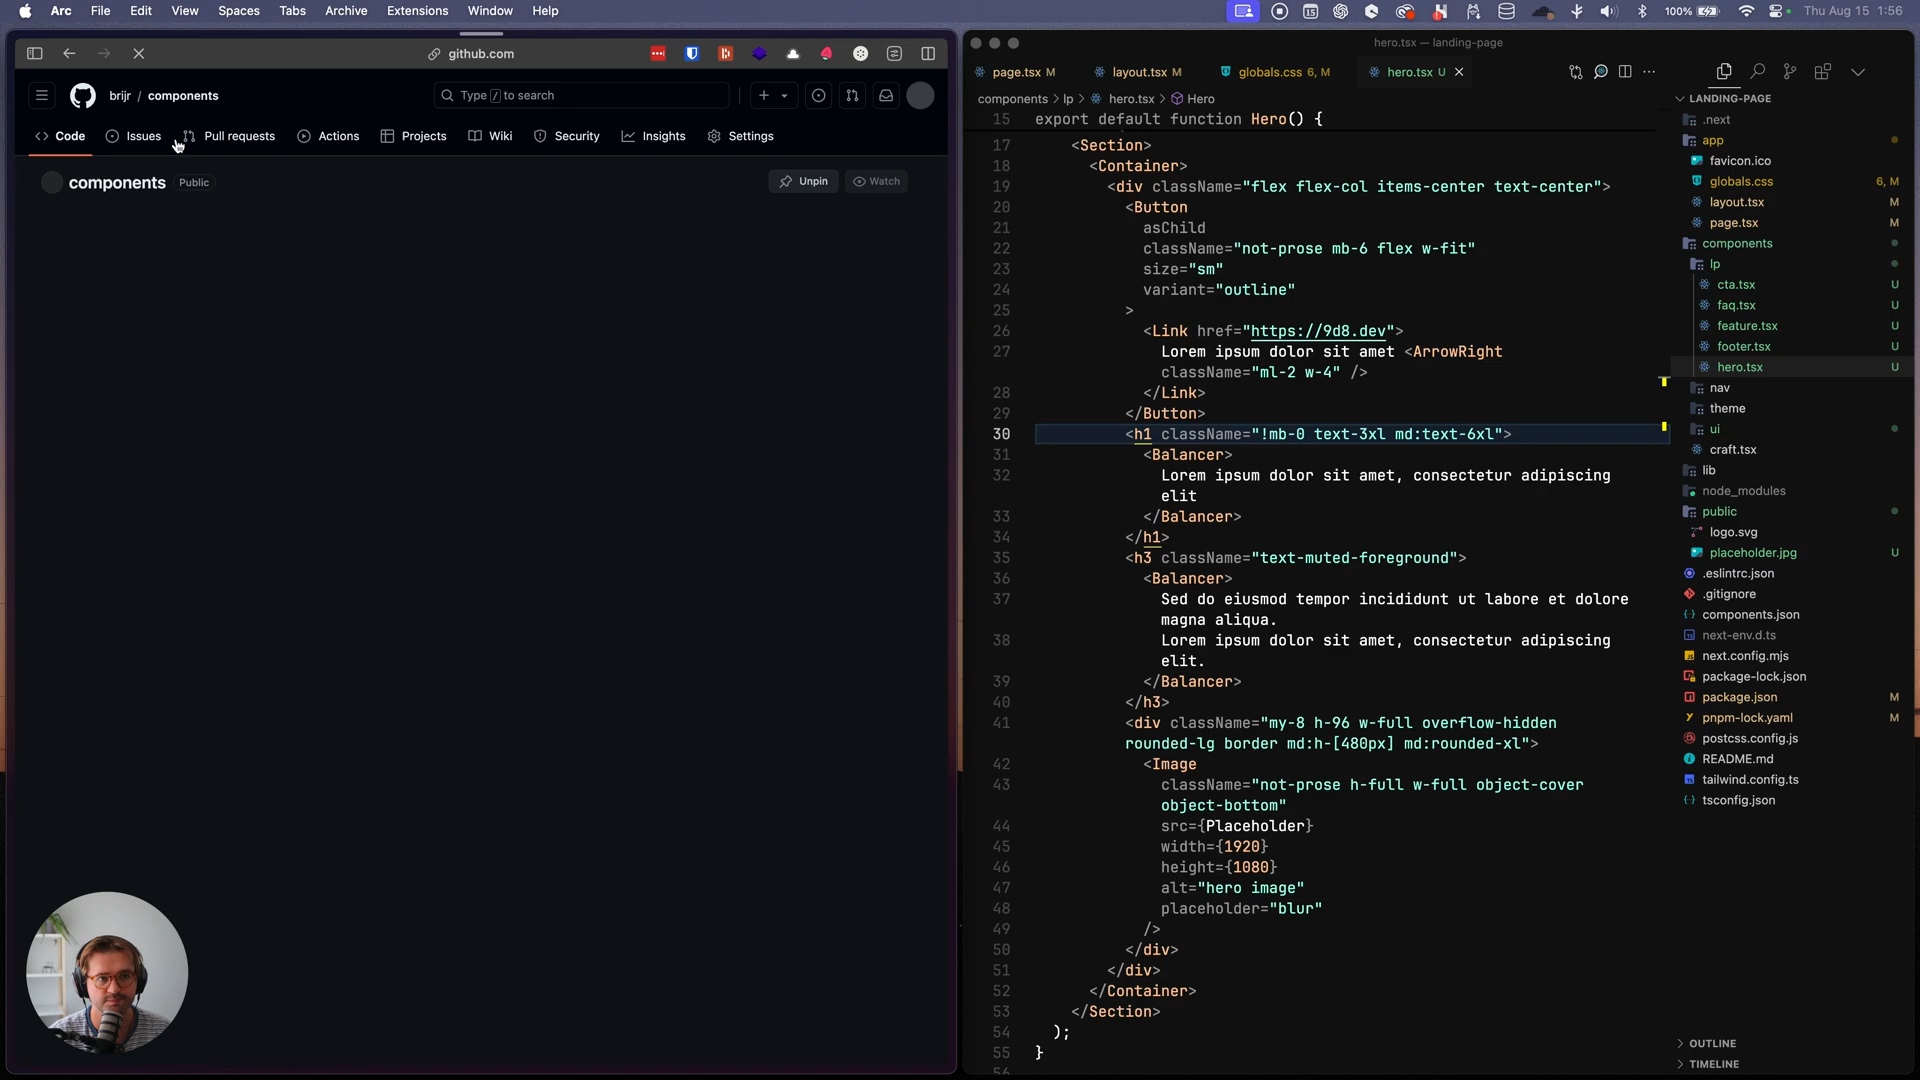 Arc File Edit View Spaces Tabs Archive Extensions Window Help 100% Thu Aug 15 1:56
github.com
brijr / components
Type / to search
Code Issues Pull requests Actions Projects Wiki Security Insights Settings
components Public Unpin Watch
hero.tsx — landing-page
page.tsx M layout.tsx M globals.css 6, M hero.tsx U
components > lp > hero.tsx > Hero
15 export default function Hero() {
17 <Section>
18 <Container>
19 <div className="flex flex-col items-center text-center">
20 <Button
21 asChild
22 className="not-prose mb-6 flex w-fit"
23 size="sm"
24 variant="outline"
25 >
26 <Link href="https://9d8.dev">
27 Lorem ipsum dolor sit amet <ArrowRight
className="ml-2 w-4" />
28 </Link>
29 </Button>
30 <h1 className="!mb-0 text-3xl md:text-6xl">
31 <Balancer>
32 Lorem ipsum dolor sit amet, consectetur adipiscing
elit
33 </Balancer>
34 </h1>
35 <h3 className="text-muted-foreground">
36 <Balancer>
37 Sed do eiusmod tempor incididunt ut labore et dolore
magna aliqua.
38 Lorem ipsum dolor sit amet, consectetur adipiscing
elit.
39 </Balancer>
40 </h3>
41 <div className="my-8 h-96 w-full overflow-hidden
rounded-lg border md:h-[480px] md:rounded-xl">
42 <Image
43 className="not-prose h-full w-full object-cover
object-bottom"
44 src={Placeholder}
45 width={1920}
46 height={1080}
47 alt="hero image"
48 placeholder="blur"
49 />
50 </div>
51 </div>
52 </Container>
53 </Section>
54 );
55 }
56
LANDING-PAGE
.next
app
favicon.ico
globals.css 6, M
layout.tsx M
page.tsx M
components
lp
cta.tsx U
faq.tsx U
feature.tsx U
footer.tsx U
hero.tsx U
nav
theme
ui
craft.tsx
lib
node_modules
public
logo.svg
placeholder.jpg U
.eslintrc.json
.gitignore
components.json
next-env.d.ts
next.config.mjs
package-lock.json
package.json M
pnpm-lock.yaml M
postcss.config.js
README.md
tailwind.config.ts
tsconfig.json
OUTLINE
TIMELINE